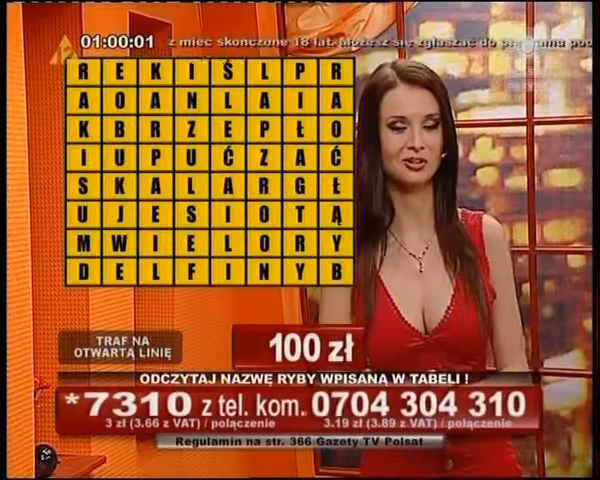 01:00:01
z mieć skończone 18 lat. Może z się zgłaszać do programu pod
R E K I Ś L P R
A O A N L A I A
K B R Z E P Ł O
I U P U Ć Z A Ć
S K A L A R G Ł
U J E S I O T Ą
M W I E L O R Y
D E L F I N Y B
TRAF NA
OTWARTĄ LINIĘ
100 zł
ODCZYTAJ NAZWĘ RYBY WPISANĄ W TABELI !
*7310 z tel. kom. 0704 304 310
3 zł (3.66 z VAT) / połączenie 3.19 zł (3.89 z VAT) / połączenie
Regulamin na str. 366 Gazety TV Polsat